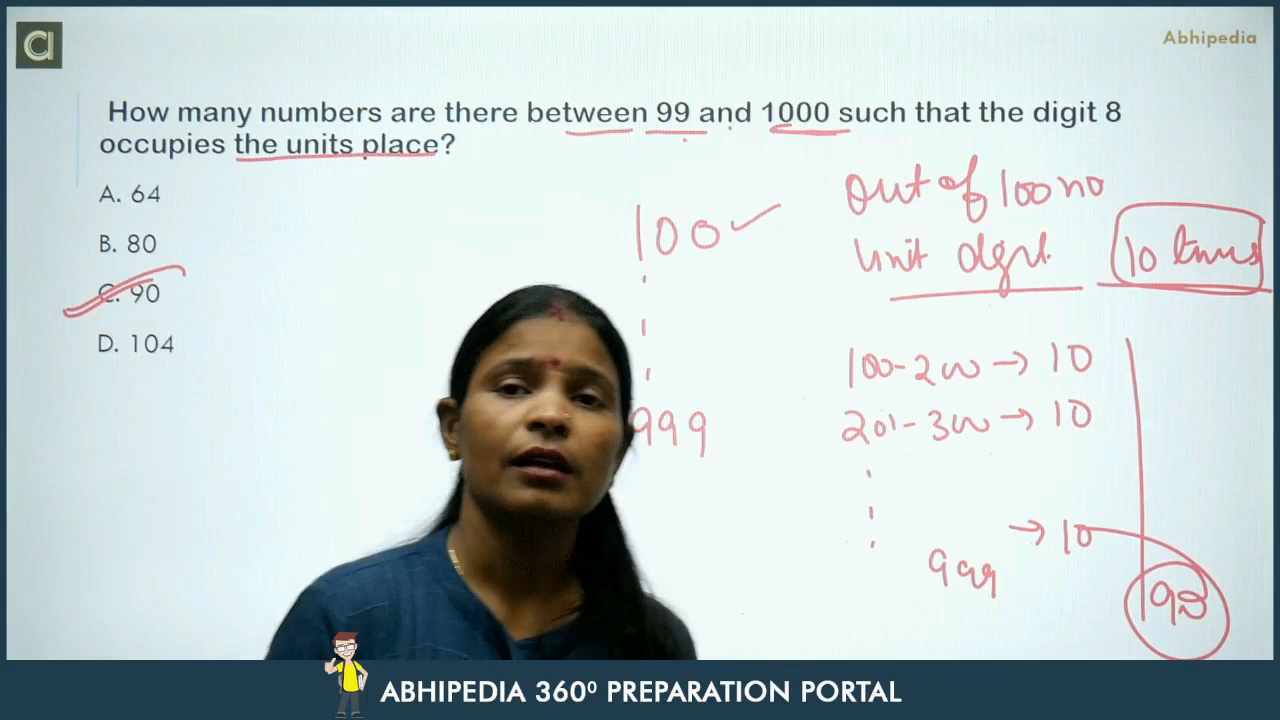 Abhipedia
How many numbers are there between 99 and 1000 such that the digit 8
occupies the units place?
A. 64
B. 80
C. 90
D. 104
100
999
Out of 100 no
Unit digit
10 times
100-200 → 10
201-300 → 10
→ 10
999
90
ABHIPEDIA 360⁰ PREPARATION PORTAL